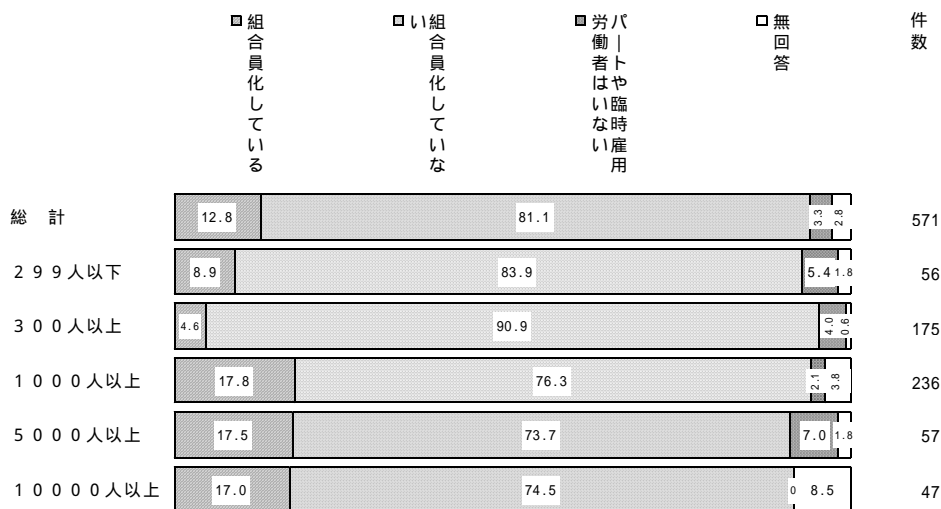 組合員化している
組合員化していな
い
パートや臨時雇用
労働者はいない
無回答
件数
総 計 12.8 81.1 3.3 2.8 571
299人以下 8.9 83.9 5.4 1.8 56
300人以上 4.6 90.9 4.0 0.6 175
1000人以上 17.8 76.3 2.1 3.8 236
5000人以上 17.5 73.7 7.0 1.8 57
10000人以上 17.0 74.5 0 8.5 47